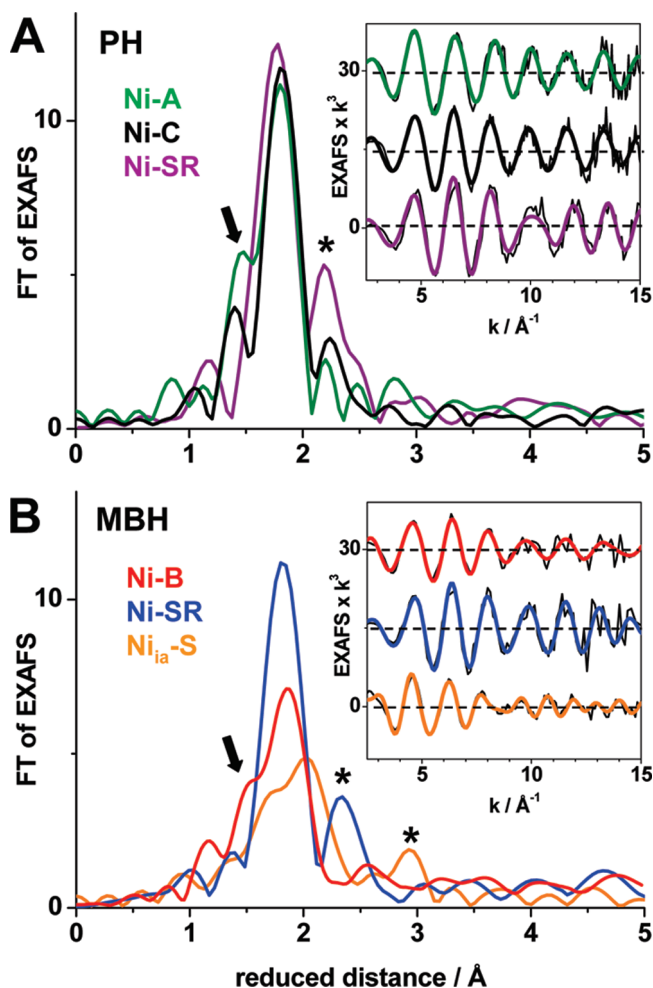 A PH
Ni-A
Ni-C
Ni-SR
FT of EXAFS
10
0
*
0 1 2 3 4 5
EXAFS x k³
30
0
5 10 15
k / Å⁻¹
B MBH
Ni-B
Ni-SR
Niia-S
FT of EXAFS
10
0
*
*
0 1 2 3 4 5
reduced distance / Å
EXAFS x k³
30
0
5 10 15
k / Å⁻¹